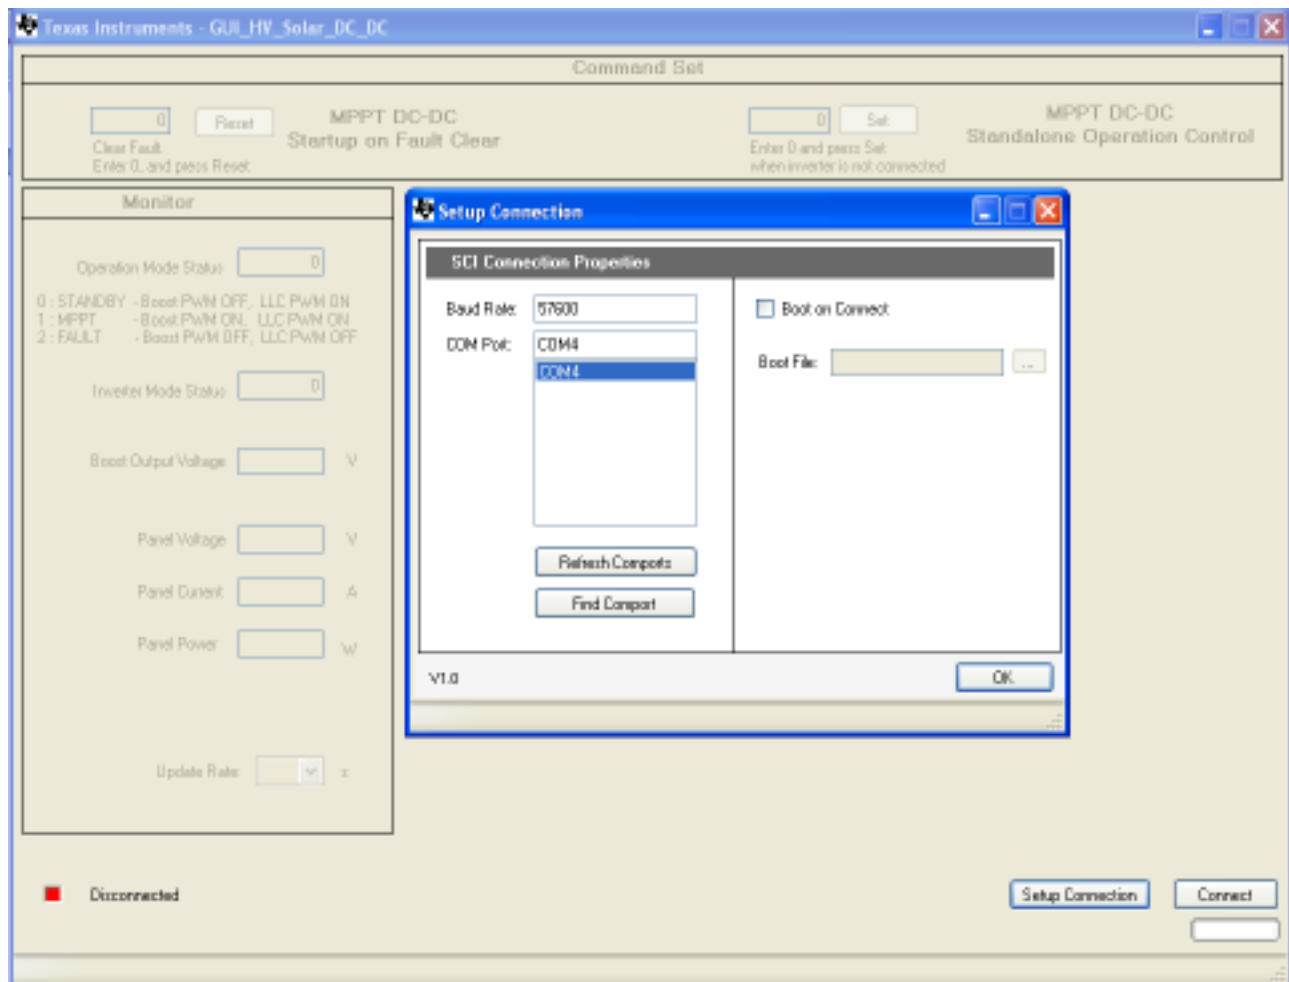 Texas Instruments - GUI_HV_Solar_DC_DC
Command Set
0 Reset
MPPT DC-DC
Startup on Fault Clear
Clear Fault
Enter 0, and press Reset
0 Set
MPPT DC-DC
Standalone Operation Control
Enter 0 and press Set
when inverter is not connected
Monitor
Operation Mode Status 0
0 : STANDBY - Boost PWM OFF, LLC PWM ON
1 : MPPT - Boost PWM ON, LLC PWM ON
2 : FAULT - Boost PWM OFF, LLC PWM OFF
Inverter Mode Status 0
Boost Output Voltage V
Panel Voltage V
Panel Current A
Panel Power W
Update Rate: s
Setup Connection
SCI Connection Properties
Baud Rate: 57600
COM Port: COM4
COM4
Refresh Comports
Find Comport
Boot on Connect
Boot File: ...
V1.0
OK
Disconnected
Setup Connection
Connect